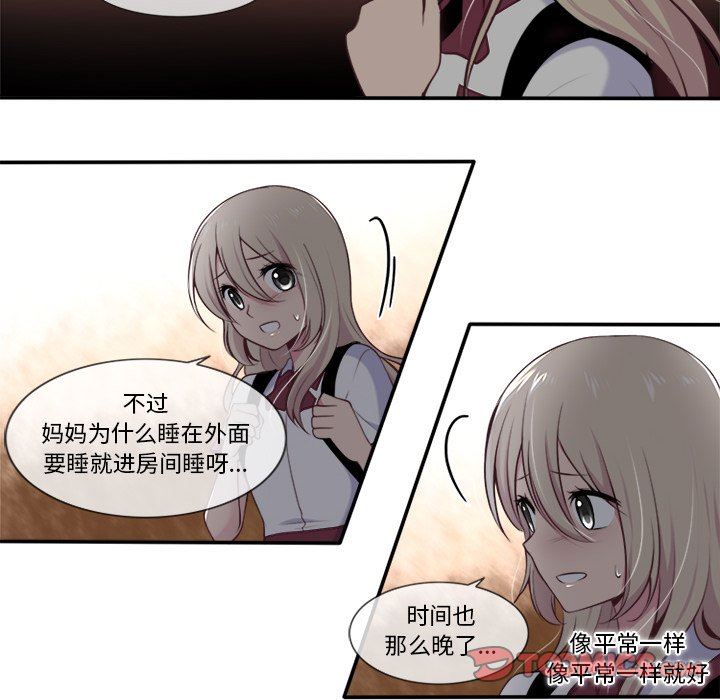 不过
妈妈为什么睡在外面
要睡就进房间睡呀...
时间也
那么晚了...
像平常一样
像平常一样就好